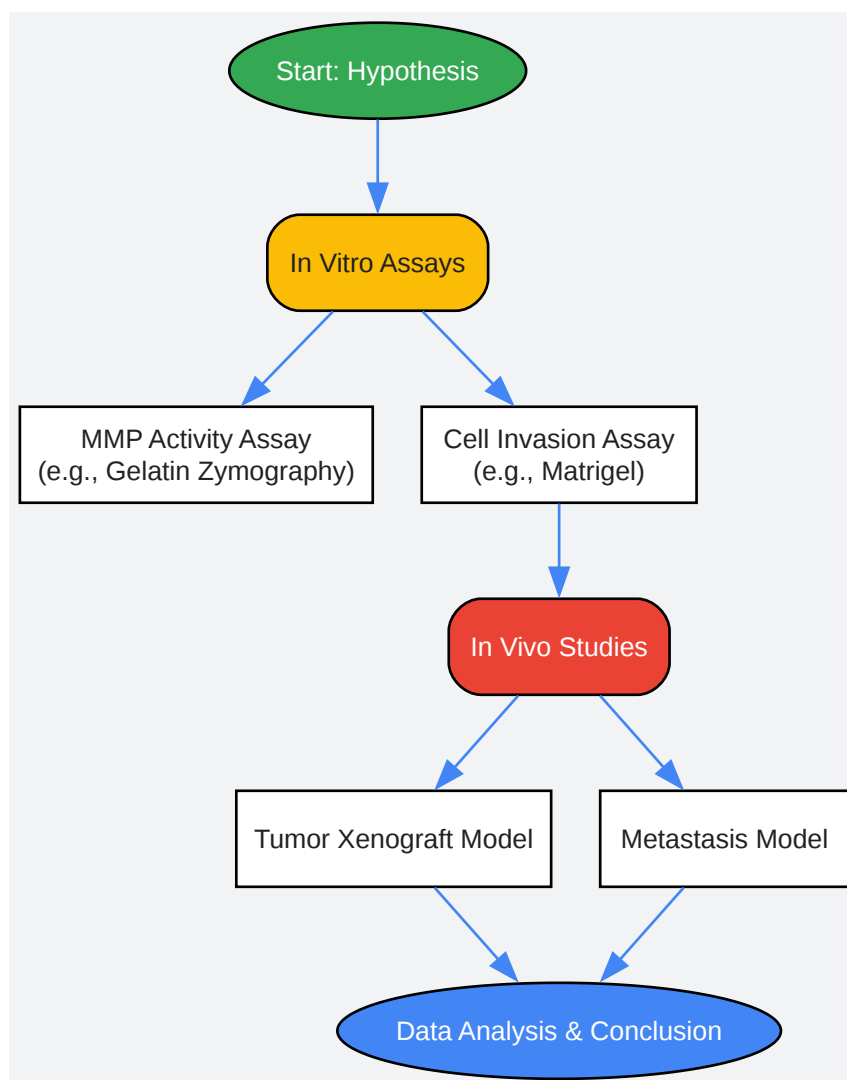 Start: Hypothesis
In Vitro Assays
MMP Activity Assay
(e.g., Gelatin Zymography)
Cell Invasion Assay
(e.g., Matrigel)
In Vivo Studies
Tumor Xenograft Model
Metastasis Model
Data Analysis & Conclusion